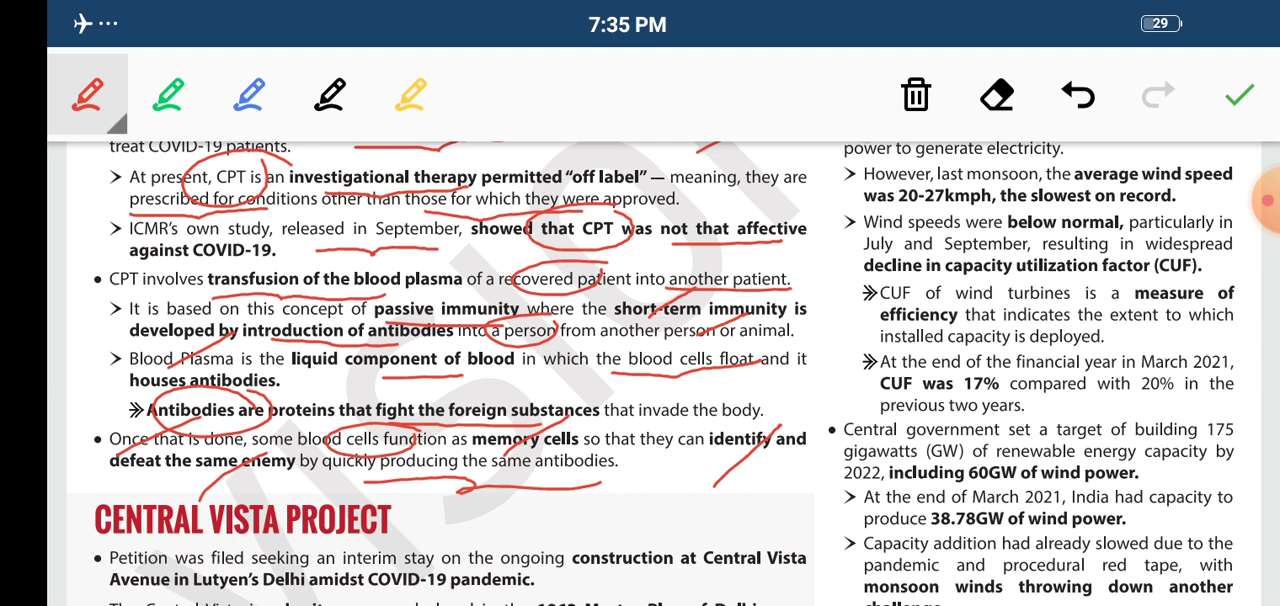 7:35 PM
29
treat COVID-19 patients.
➤ At present, CPT is an investigational therapy permitted “off label” — meaning, they are
prescribed for conditions other than those for which they were approved.
➤ ICMR’s own study, released in September, showed that CPT was not that affective
against COVID-19.
• CPT involves transfusion of the blood plasma of a recovered patient into another patient.
➤ It is based on this concept of passive immunity where the short-term immunity is
developed by introduction of antibodies into a person from another person or animal.
➤ Blood Plasma is the liquid component of blood in which the blood cells float and it
houses antibodies.
Antibodies are proteins that fight the foreign substances that invade the body.
• Once that is done, some blood cells function as memory cells so that they can identify and
defeat the same enemy by quickly producing the same antibodies.
CENTRAL VISTA PROJECT
• Petition was filed seeking an interim stay on the ongoing construction at Central Vista
Avenue in Lutyen’s Delhi amidst COVID-19 pandemic.
power to generate electricity.
➤ However, last monsoon, the average wind speed
was 20-27kmph, the slowest on record.
➤ Wind speeds were below normal, particularly in
July and September, resulting in widespread
decline in capacity utilization factor (CUF).
CUF of wind turbines is a measure of
efficiency that indicates the extent to which
installed capacity is deployed.
At the end of the financial year in March 2021,
CUF was 17% compared with 20% in the
previous two years.
• Central government set a target of building 175
gigawatts (GW) of renewable energy capacity by
2022, including 60GW of wind power.
➤ At the end of March 2021, India had capacity to
produce 38.78GW of wind power.
➤ Capacity addition had already slowed due to the
pandemic and procedural red tape, with
monsoon winds throwing down another
VISION